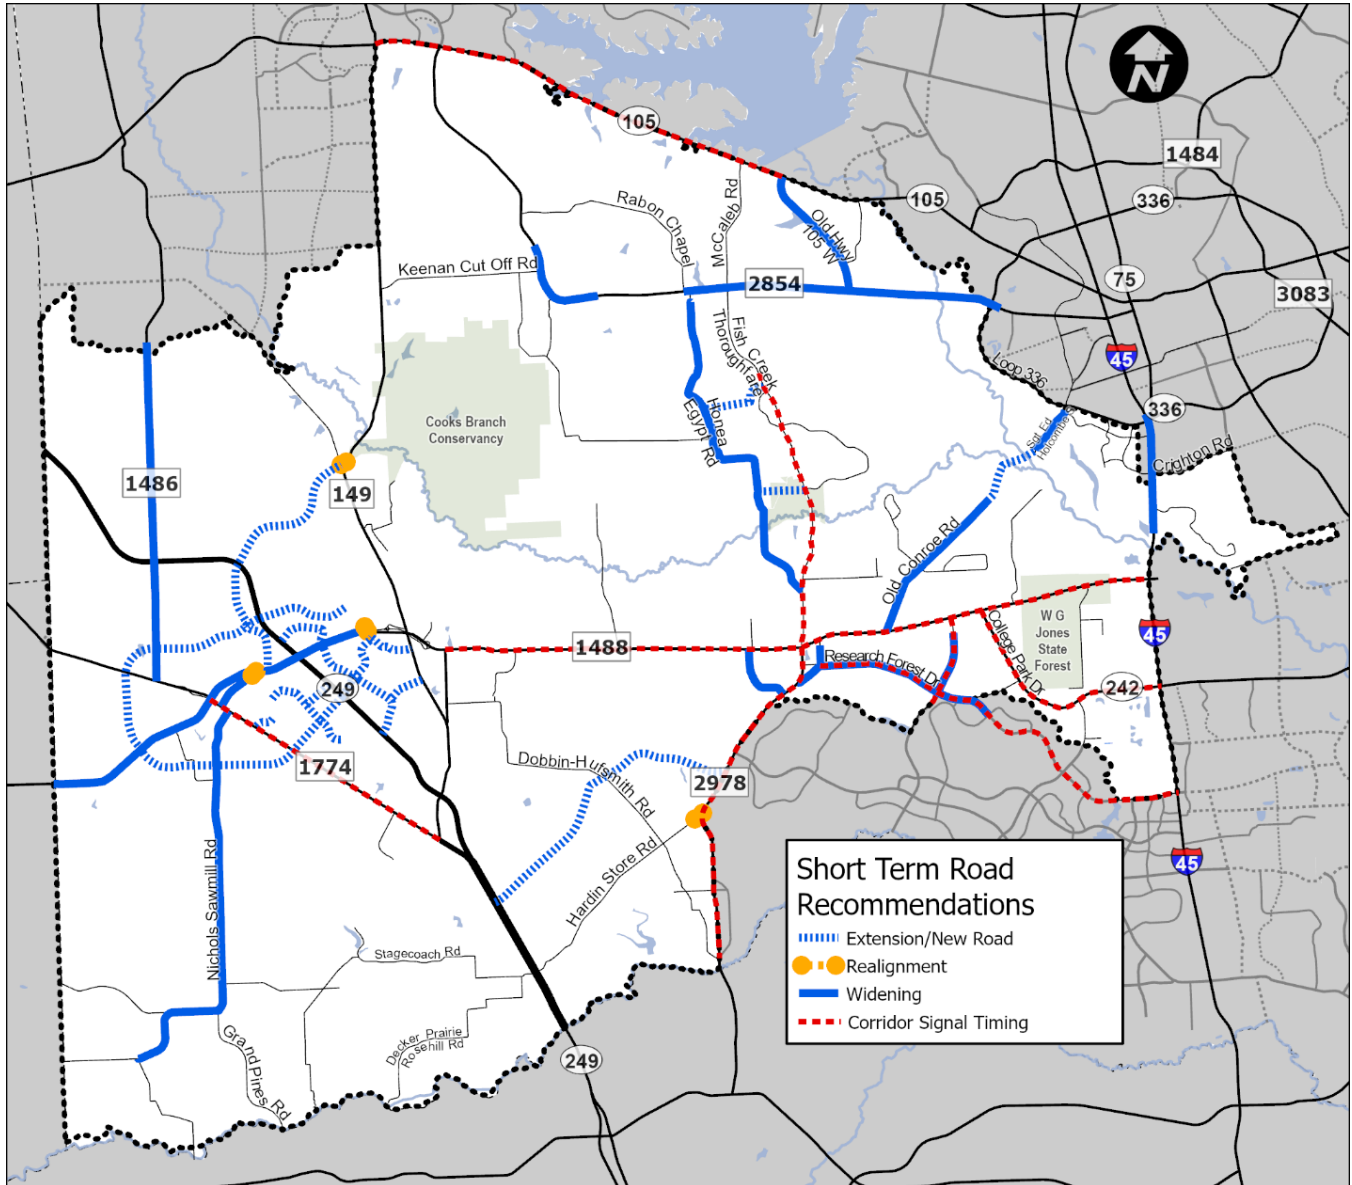 N
105
1484
105
336
Rabon Chapel
McCaleb Rd
Old Hwy
105 W
Keenan Cut Off Rd
2854
75
3083
Fish Creek
Thoroughfare
45
Loop 336
336
Honea
Egypt Rd
Cooks Branch
Conservancy
Sgt Ed
Holcomb
Crighton Rd
1486
149
Old Conroe Rd
1488
W G
Jones
State
Forest
College Park Dr
45
Research Forest Dr
249
242
1774
Dobbin-Hufsmith Rd
2978
Hardin Store Rd
45
Nichols Sawmill Rd
Stagecoach Rd
Decker Prairie
Rosehill Rd
Grand Pines Rd
249
Short Term Road
Recommendations
Extension/New Road
Realignment
Widening
Corridor Signal Timing